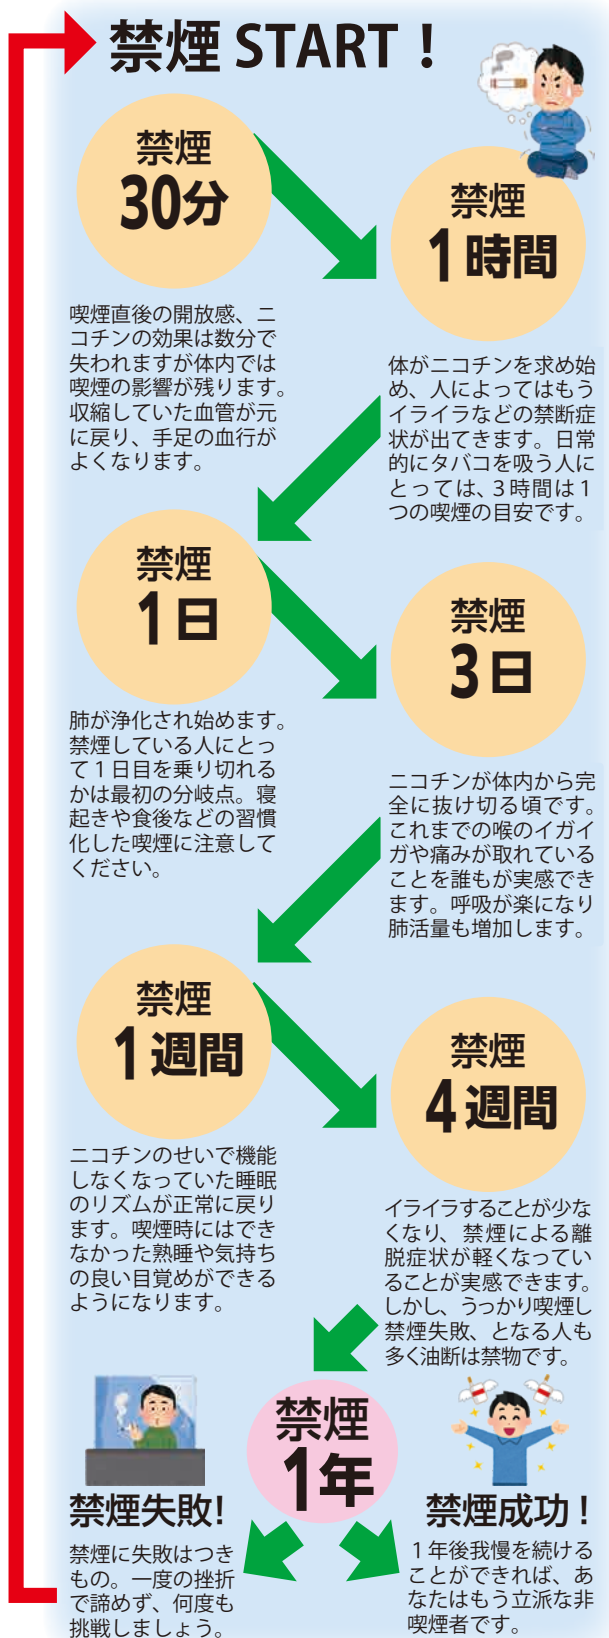 禁煙 START！
禁煙
30分
喫煙直後の開放感、ニ
コチンの効果は数分で
失われますが体内では
喫煙の影響が残ります。
収縮していた血管が元
に戻り、手足の血行が
よくなります。
禁煙
1時間
体がニコチンを求め始
め、人によってはもう
イライラなどの禁断症
状が出てきます。日常
的にタバコを吸う人に
とっては、3時間は1
つの喫煙の目安です。
禁煙
1日
肺が浄化され始めます。
禁煙している人にとっ
て1日目を乗り切れる
かは最初の分岐点。寝
起きや食後などの習慣
化した喫煙に注意して
ください。
禁煙
3日
ニコチンが体内から完
全に抜け切る頃です。
これまでの喉のイガイ
ガや痛みが取れている
ことを誰もが実感でき
ます。呼吸が楽になり
肺活量も増加します。
禁煙
1週間
ニコチンのせいで機能
しなくなっていた睡眠
のリズムが正常に戻り
ます。喫煙時にはでき
なかった熟睡や気持ち
の良い目覚めができる
ようになります。
禁煙
4週間
イライラすることが少な
くなり、禁煙による離
脱症状が軽くなってい
ることが実感できます。
しかし、うっかり喫煙し
禁煙失敗、となる人も
多く油断は禁物です。
禁煙
1年
禁煙失敗!
禁煙に失敗はつき
もの。一度の挫折
で諦めず、何度も
挑戦しましょう。
禁煙成功！
1年後我慢を続ける
ことができれば、あ
なたはもう立派な非
喫煙者です。